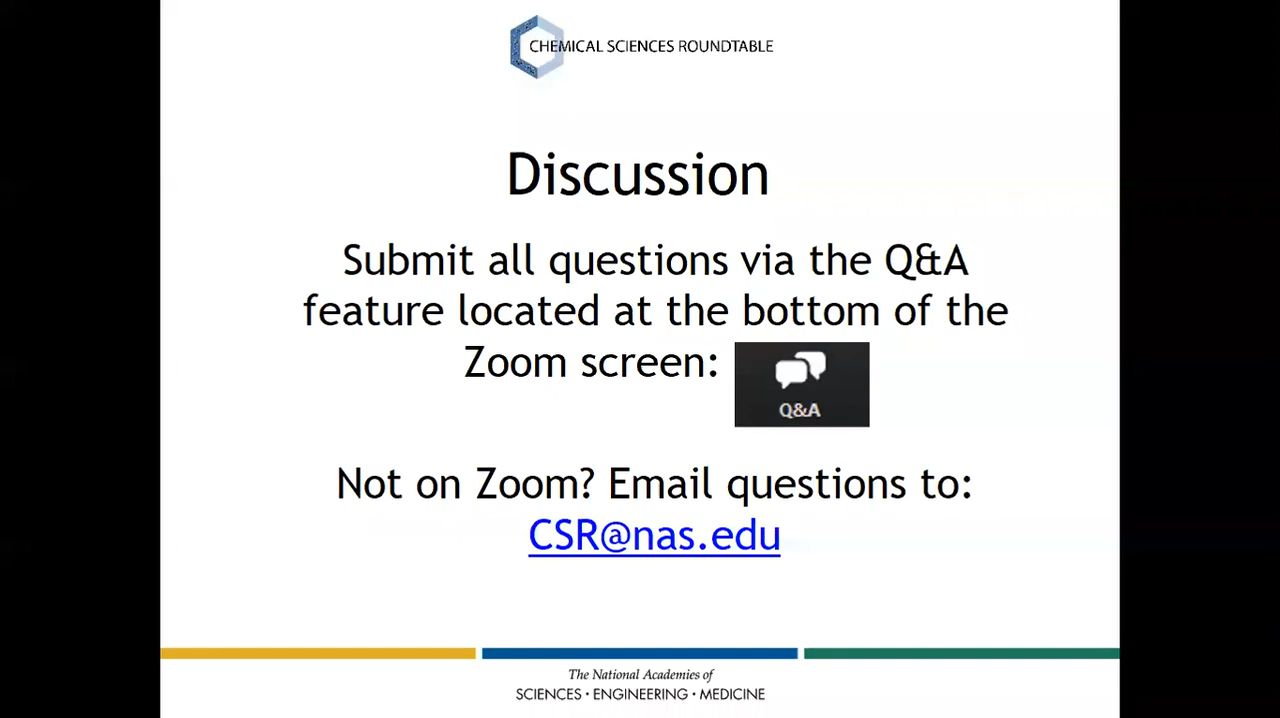 CHEMICAL SCIENCES ROUNDTABLE
Discussion
Submit all questions via the Q&A
feature located at the bottom of the
Zoom screen:
Q&A
Not on Zoom? Email questions to:
CSR@nas.edu
The National Academies of
SCIENCES • ENGINEERING • MEDICINE